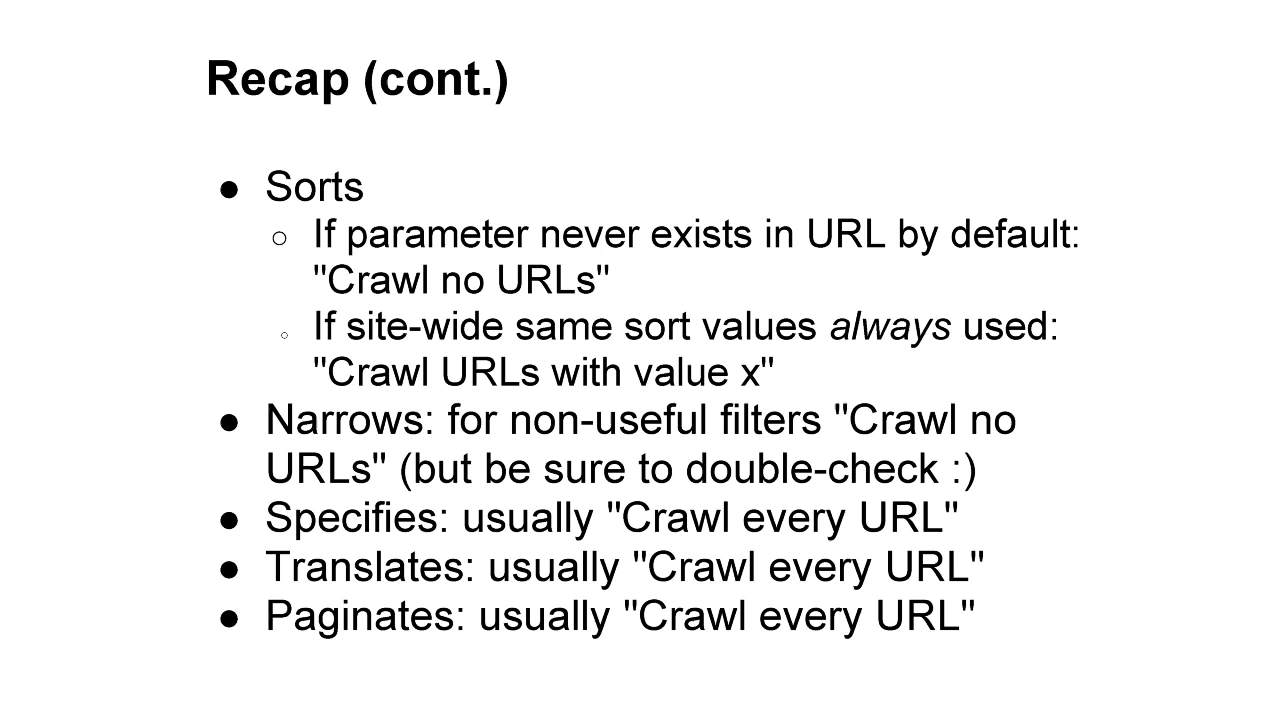 Recap (cont.)
● Sorts
○ If parameter never exists in URL by default:
"Crawl no URLs"
○ If site-wide same sort values always used:
"Crawl URLs with value x"
● Narrows: for non-useful filters "Crawl no
URLs" (but be sure to double-check :)
● Specifies: usually "Crawl every URL"
● Translates: usually "Crawl every URL"
● Paginates: usually "Crawl every URL"